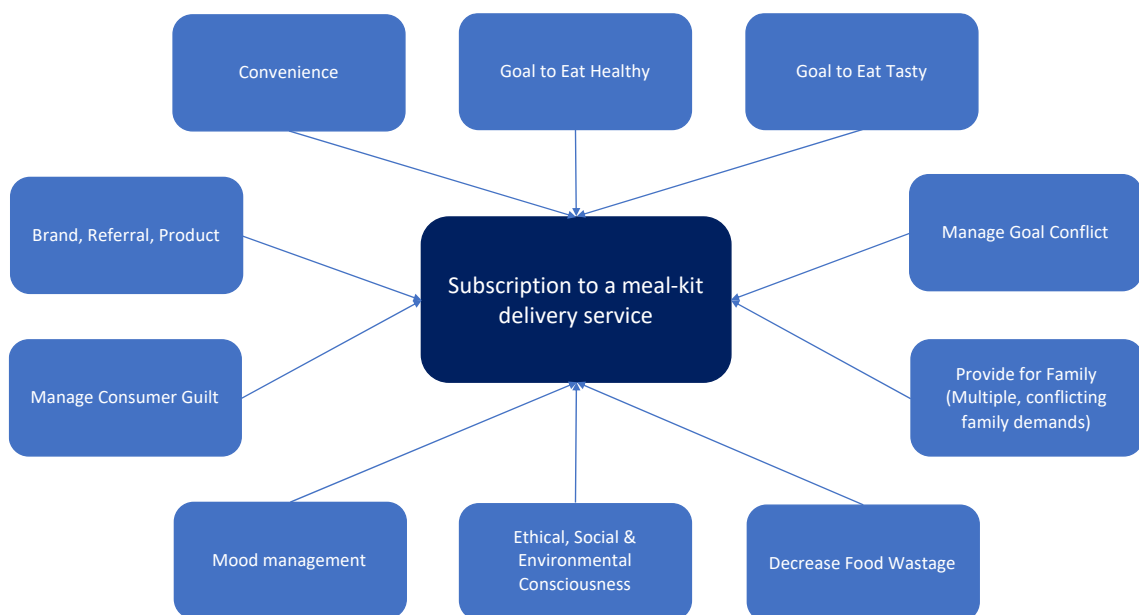 Convenience
Goal to Eat Healthy
Goal to Eat Tasty
Brand, Referral, Product
Manage Goal Conflict
Subscription to a meal-kit
delivery service
Manage Consumer Guilt
Provide for Family
(Multiple, conflicting
family demands)
Mood management
Ethical, Social &
Environmental
Consciousness
Decrease Food Wastage